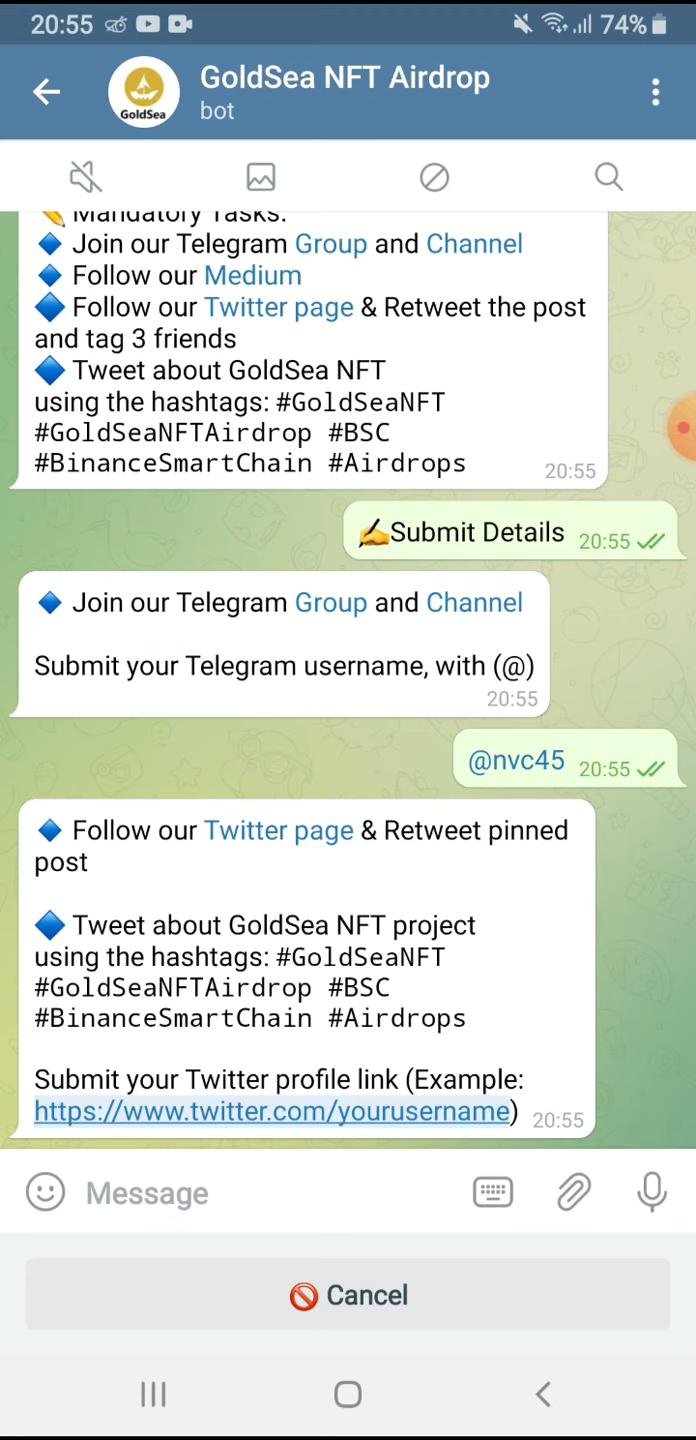 20:55
74%
GoldSea NFT Airdrop
GoldSea
bot
Mandatory Tasks:
Join our Telegram Group and Channel
Follow our Medium
Follow our Twitter page & Retweet the post
and tag 3 friends
Tweet about GoldSea NFT
using the hashtags: #GoldSeaNFT
#GoldSeaNFTAirdrop #BSC
#BinanceSmartChain #Airdrops
20:55
Submit Details 20:55
Join our Telegram Group and Channel
Submit your Telegram username, with (@)
20:55
@nvc45 20:55
Follow our Twitter page & Retweet pinned
post
Tweet about GoldSea NFT project
using the hashtags: #GoldSeaNFT
#GoldSeaNFTAirdrop #BSC
#BinanceSmartChain #Airdrops
Submit your Twitter profile link (Example:
https://www.twitter.com/yourusername) 20:55
Message
Cancel